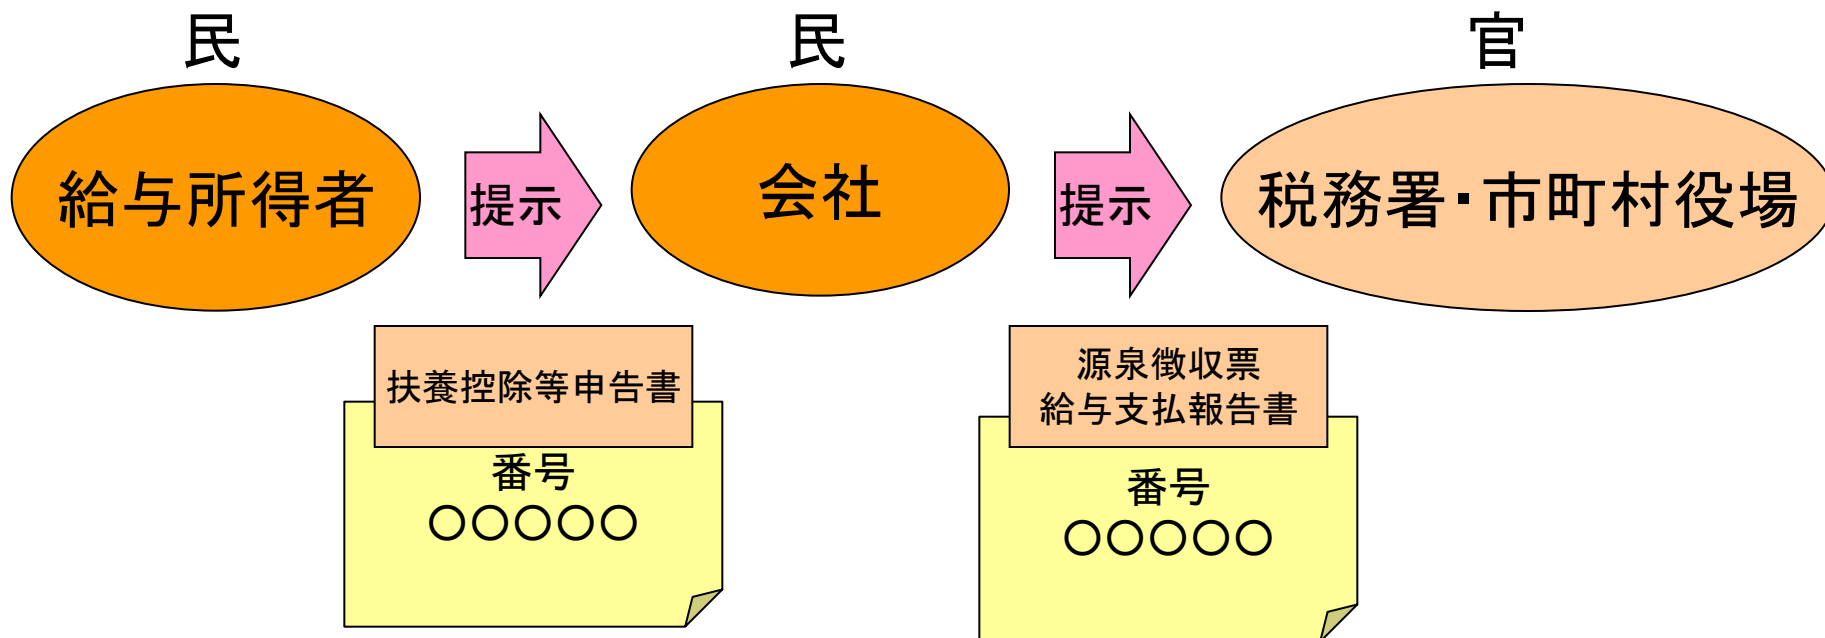 民
民
官
給与所得者
提示
会社
提示
税務署・市町村役場
扶養控除等申告書
番号
○○○○○
源泉徴収票
給与支払報告書
番号
○○○○○